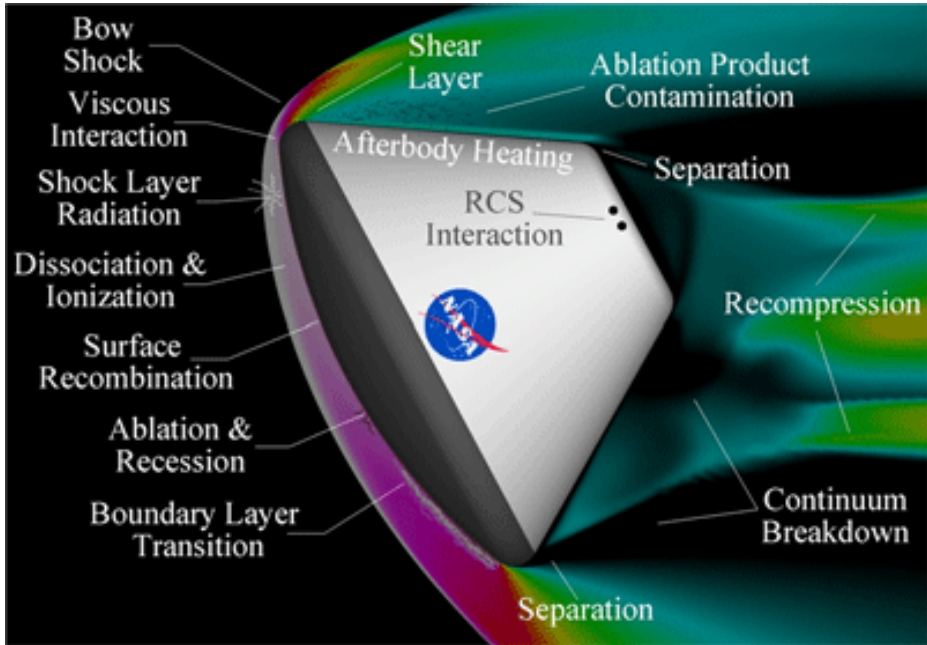 Bow
Shock
Shear
Layer
Ablation Product
Contamination
Viscous
Interaction
Afterbody Heating
Separation
Shock Layer
Radiation
RCS
Interaction
Dissociation &
Ionization
Recompression
NASA
Surface
Recombination
Ablation &
Recession
Boundary Layer
Transition
Continuum
Breakdown
Separation